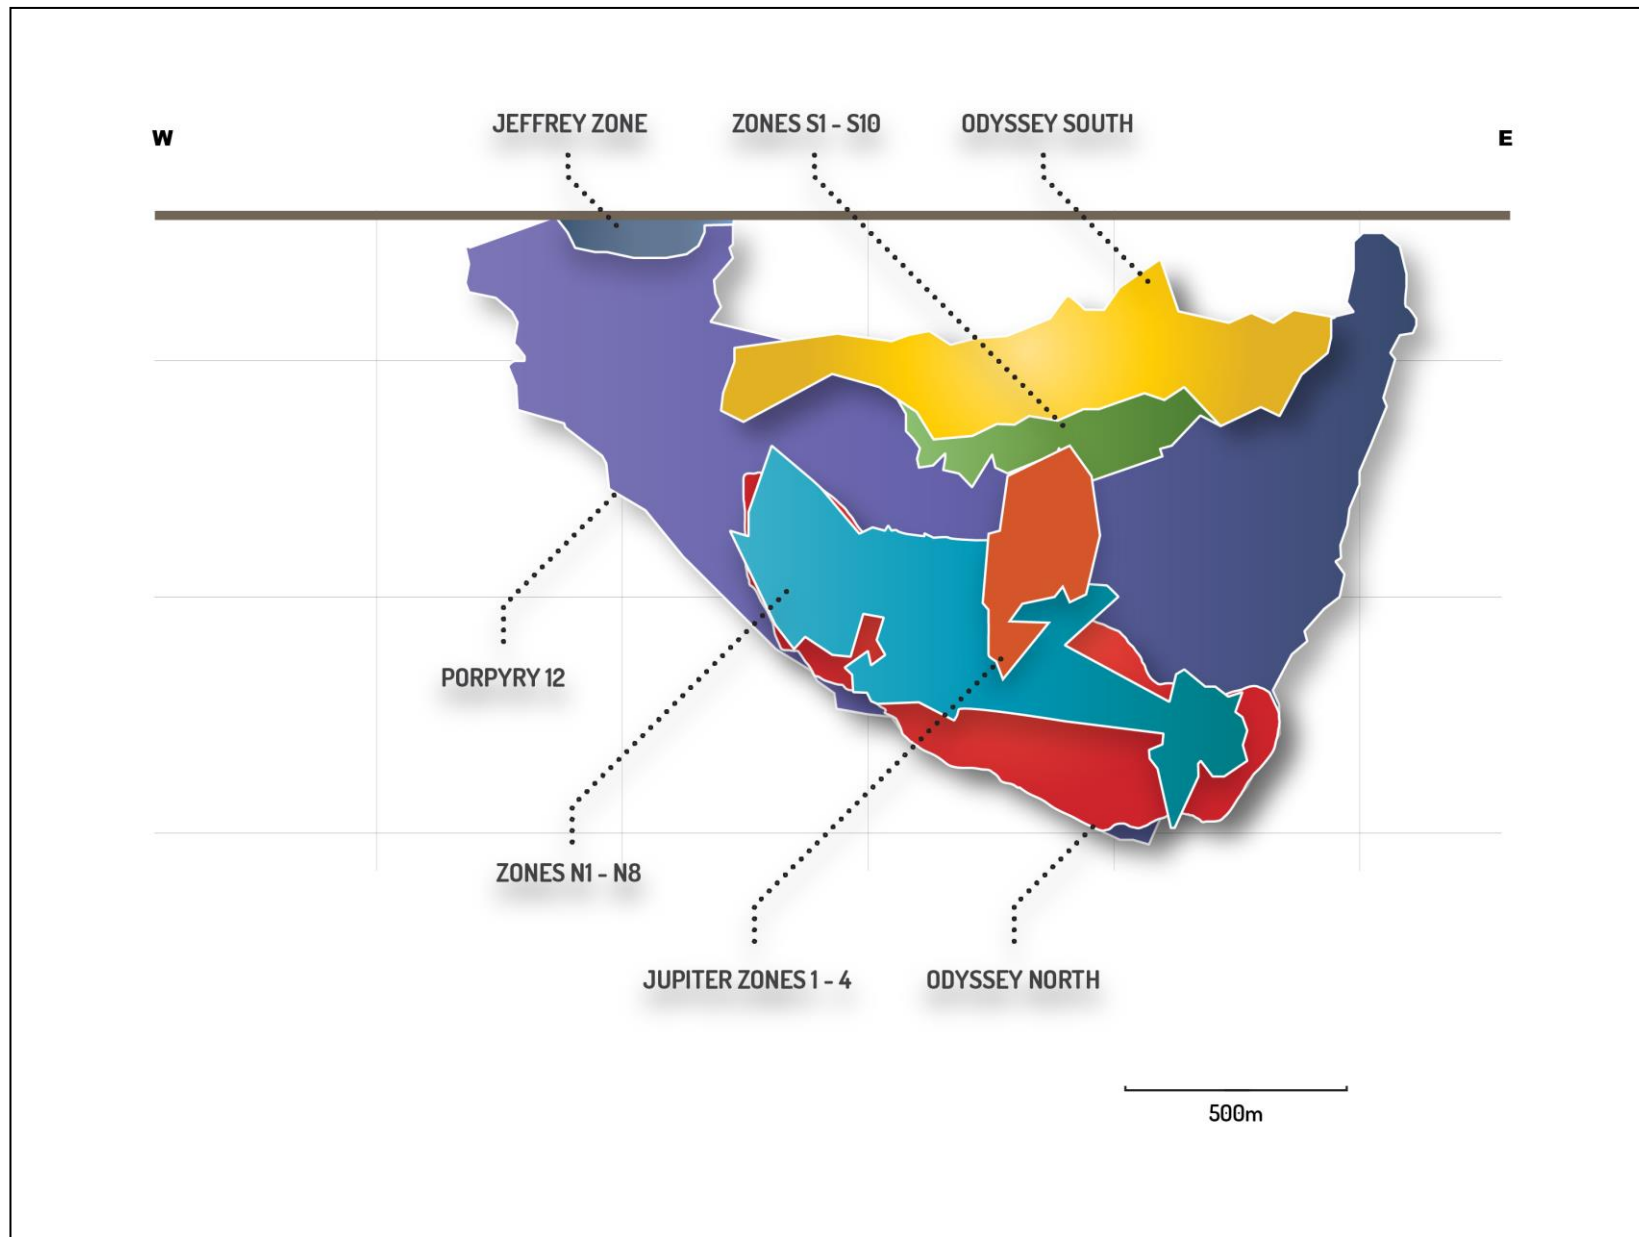 JEFFREY ZONE
ZONES S1 - S10
ODYSSEY SOUTH
W
E
PORPYRY 12
ZONES N1 - N8
JUPITER ZONES 1 - 4
ODYSSEY NORTH
500m